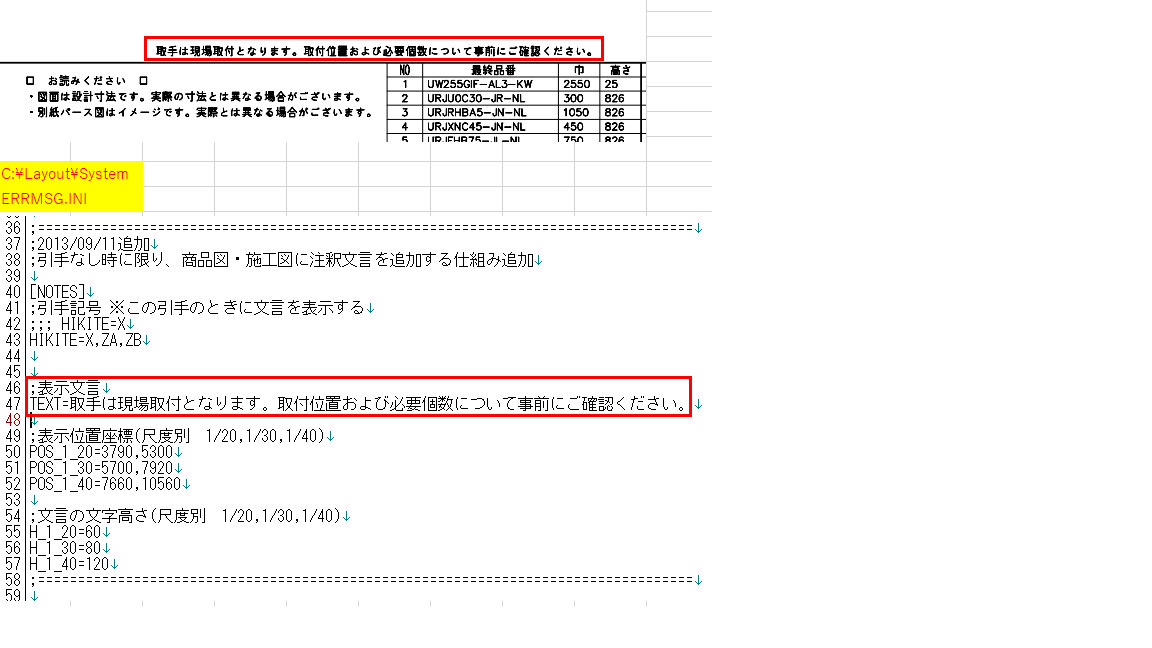 取手は現場取付となります。取付位置および必要個数について事前にご確認ください。
□ お読みください □
・図面は設計寸法です。実際の寸法とは異なる場合がございます。
・別紙パース図はイメージです。実際とは異なる場合がございます。
NO 最終品番 巾 高さ
1 UW255GIF-AL3-KW 2550 25
2 URJU0C30-JR-NL 300 826
3 URJRHBA5-JN-NL 1050 826
4 URJXNC45-JN-NL 450 826
5 URJEHB75-JL-NL 750 826
C:¥Layout¥System
ERRMSG.INI
36 ;==================================================================================↓
37 ;2013/09/11追加↓
38 ;引手なし時に限り、商品図・施工図に注釈文言を追加する仕組み追加↓
39 ↓
40 [NOTES]↓
41 ;引手記号 ※この引手のときに文言を表示する↓
42 ;;; HIKITE=X↓
43 HIKITE=X,ZA,ZB↓
44 ↓
45 ↓
46 ;表示文言↓
47 TEXT=取手は現場取付となります。取付位置および必要個数について事前にご確認ください。↓
48 ↓
49 ;表示位置座標(尺度別 1/20,1/30,1/40)↓
50 POS_1_20=3790,5300↓
51 POS_1_30=5700,7920↓
52 POS_1_40=7660,10560↓
53 ↓
54 ;文言の文字高さ(尺度別 1/20,1/30,1/40)↓
55 H_1_20=60↓
56 H_1_30=80↓
57 H_1_40=120↓
58 ;==================================================================================↓
59 ↓